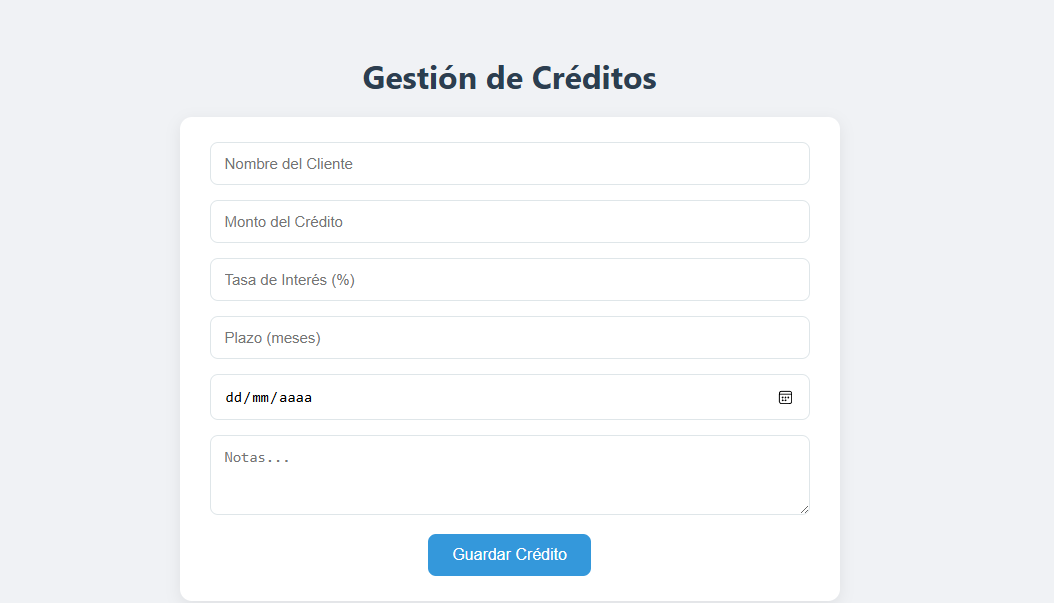 Gestión de Créditos
Nombre del Cliente
Monto del Crédito
Tasa de Interés (%)
Plazo (meses)
dd/mm/aaaa
Notas...
Guardar Crédito